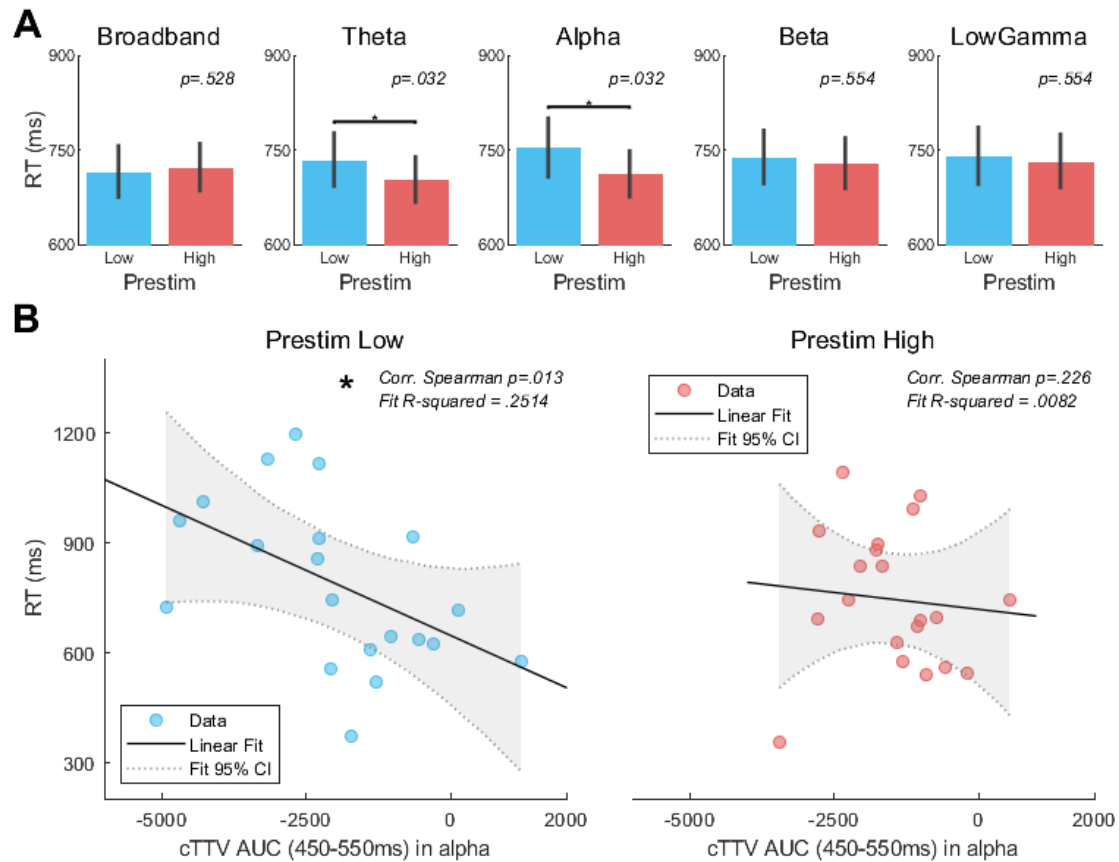 A
Broadband
Theta
Alpha
Beta
LowGamma
900
750
600
RT (ms)
p=.528
Low
High
Prestim
900
750
600
p=.032
*
Low
High
Prestim
900
750
600
p=.032
*
Low
High
Prestim
900
750
600
p=.554
Low
High
Prestim
900
750
600
p=.554
Low
High
Prestim
B
Prestim Low
*
Corr. Spearman p=.013
Fit R-squared = .2514
1200
900
600
300
RT (ms)
Data
Linear Fit
Fit 95% CI
-5000
-2500
0
2000
cTTV AUC (450-550ms) in alpha
Prestim High
Data
Linear Fit
Fit 95% CI
Corr. Spearman p=.226
Fit R-squared = .0082
-5000
-2500
0
2000
cTTV AUC (450-550ms) in alpha